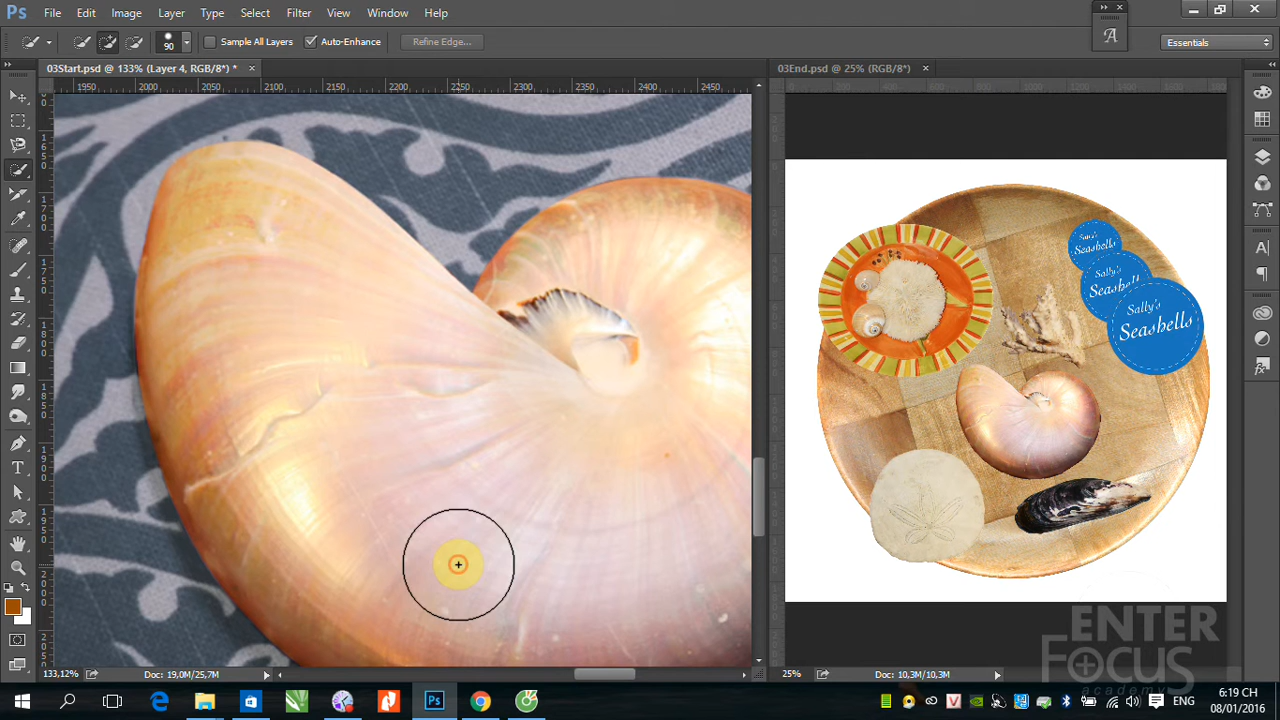 Ps File Edit Image Layer Type Select Filter View Window Help
90 Sample All Layers Auto-Enhance Refine Edge... A Essentials
03Start.psd @ 133% (Layer 4, RGB/8*) * × 03End.psd @ 25% (RGB/8*) ×
1950 2000 2050 2100 2150 2200 2250 2300 2350 2400 2450
Sally's
Seashells
Sally's
Seashells
Sally's
Seashells
133,12% Doc: 19,0M/25,7M 25% Doc: 10,3M/10,3M
ENTER
FOCUS
academy
Ps ENG 6:19 CH
08/01/2016